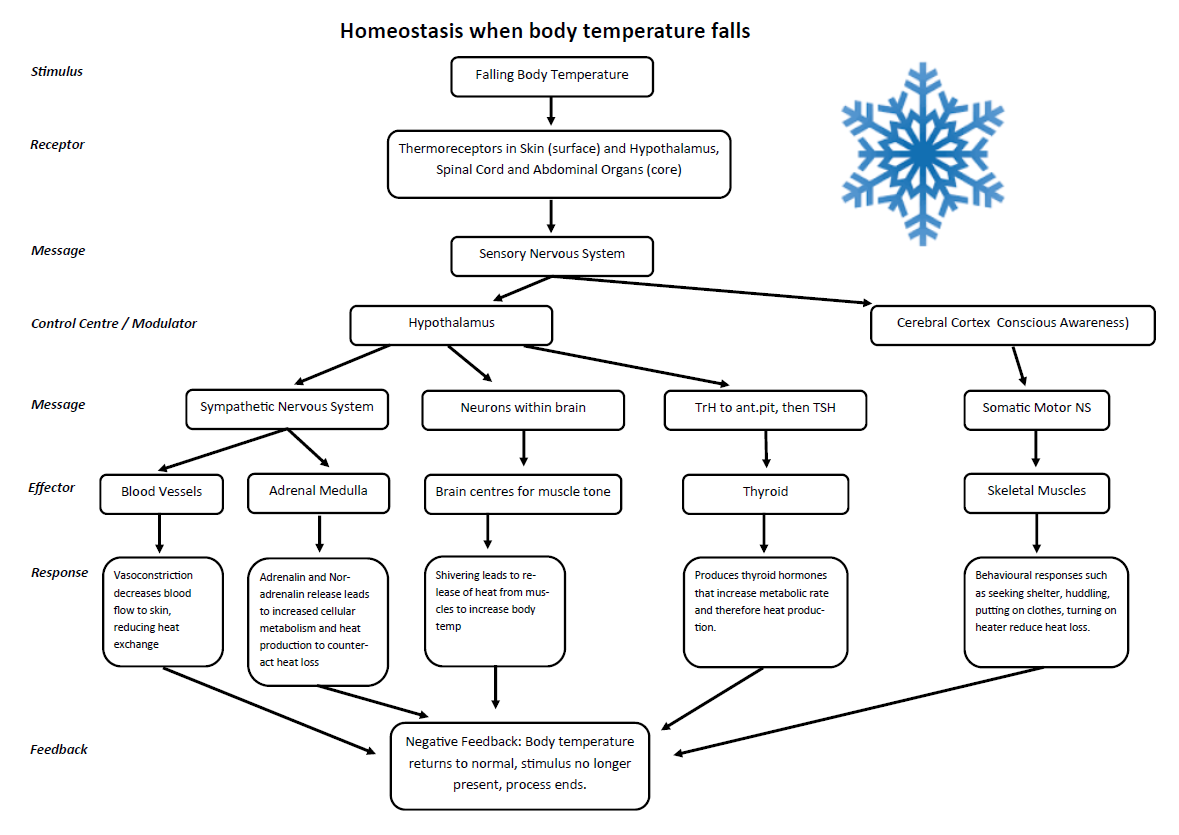 Homeostasis when body temperature falls
Stimulus
Falling Body Temperature
Receptor
Thermoreceptors in Skin (surface) and Hypothalamus,
Spinal Cord and Abdominal Organs (core)
Message
Sensory Nervous System
Control Centre / Modulator
Hypothalamus
Cerebral Cortex  Conscious Awareness)
Message
Sympathetic Nervous System
Neurons within brain
TrH to ant.pit, then TSH
Somatic Motor NS
Effector
Blood Vessels
Adrenal Medulla
Brain centres for muscle tone
Thyroid
Skeletal Muscles
Response
Vasoconstriction
decreases blood
flow to skin,
reducing heat
exchange
Adrenalin and Nor-
adrenalin release leads
to increased cellular
metabolism and heat
production to counter-
act heat loss
Shivering leads to re-
lease of heat from mus-
cles to increase body
temp
Produces thyroid hormones
that increase metabolic rate
and therefore heat produc-
tion.
Behavioural responses such
as seeking shelter, huddling,
putting on clothes, turning on
heater reduce heat loss.
Feedback
Negative Feedback: Body temperature
returns to normal, stimulus no longer
present, process ends.